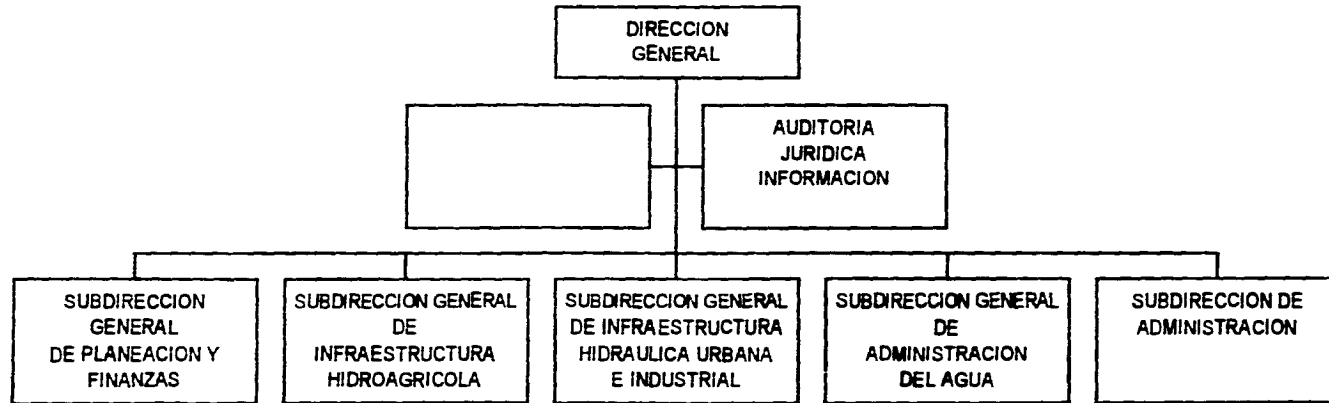 DIRECCION
GENERAL
AUDITORIA
JURIDICA
INFORMACION
SUBDIRECCION
GENERAL
DE PLANEACION Y
FINANZAS
SUBDIRECCION GENERAL
DE
INFRAESTRUCTURA
HIDROAGRICOLA
SUBDIRECCION GENERAL
DE INFRAESTRUCTURA
HIDRAULICA URBANA
E INDUSTRIAL
SUBDIRECCION GENERAL
DE
ADMINISTRACION
DEL AGUA
SUBDIRECCION DE
ADMINISTRACION